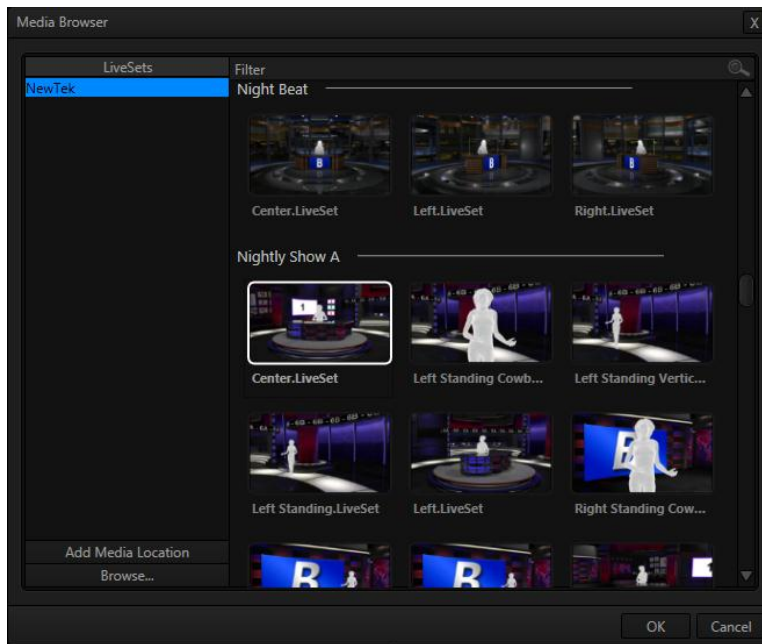 Media Browser
X
LiveSets
Filter
NewTek
Night Beat
B
B
B
Center.LiveSet
Left.LiveSet
Right.LiveSet
Nightly Show A
1
Center.LiveSet
Left Standing Cowb...
Left Standing Vertic...
B
Left Standing.LiveSet
Left.LiveSet
Right Standing Cow...
B
B
Add Media Location
Browse...
OK
Cancel